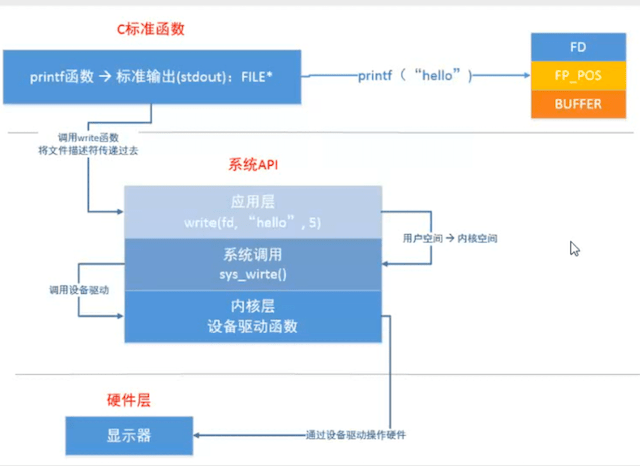 C标准函数
printf函数 → 标准输出(stdout)：FILE*
printf（“hello”）
FD
FP_POS
BUFFER
调用write函数
将文件描述符传递过去
系统API
应用层
write(fd, “hello”, 5)
用户空间 → 内核空间
系统调用
sys_wirte()
调用设备驱动
内核层
设备驱动函数
硬件层
显示器
通过设备驱动操作硬件